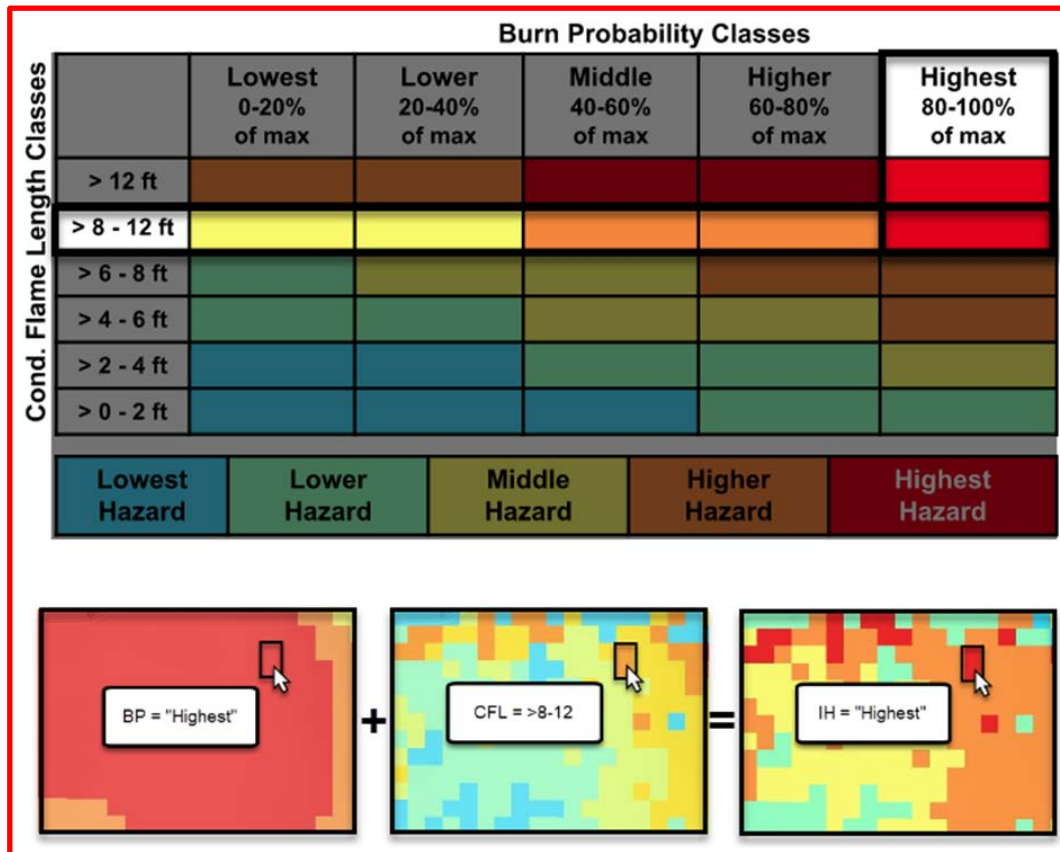 Burn Probability Classes
Cond. Flame Length Classes
Lowest
0-20%
of max
Lower
20-40%
of max
Middle
40-60%
of max
Higher
60-80%
of max
Highest
80-100%
of max
> 12 ft
> 8 - 12 ft
> 6 - 8 ft
> 4 - 6 ft
> 2 - 4 ft
> 0 - 2 ft
Lowest
Hazard
Lower
Hazard
Middle
Hazard
Higher
Hazard
Highest
Hazard
BP = "Highest"
+
CFL = >8-12
=
IH = "Highest"